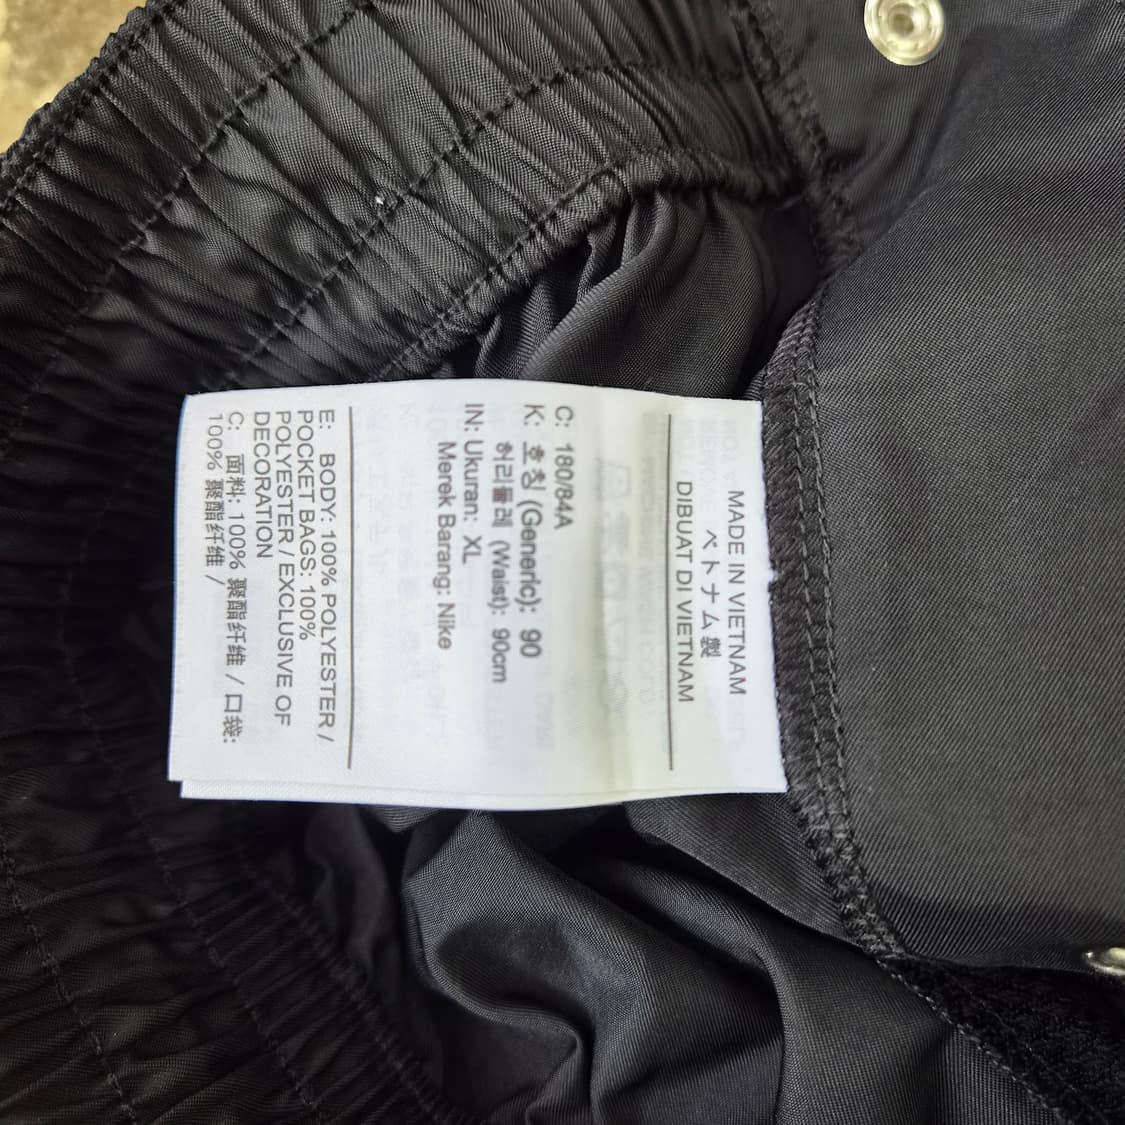 MADE IN VIETNAM
ベトナム製
DIBUAT DI VIETNAM
C: 180/84A
K: 호칭 (Generic): 90
허리둘레 (Waist): 90cm
IN: Ukuran: XL
Merek Barang: Nike
E: BODY: 100% POLYESTER /
POCKET BAGS: 100%
POLYESTER / EXCLUSIVE OF
DECORATION
C: 面料: 100% 聚酯纤维 / 口袋:
100% 聚酯纤维 /